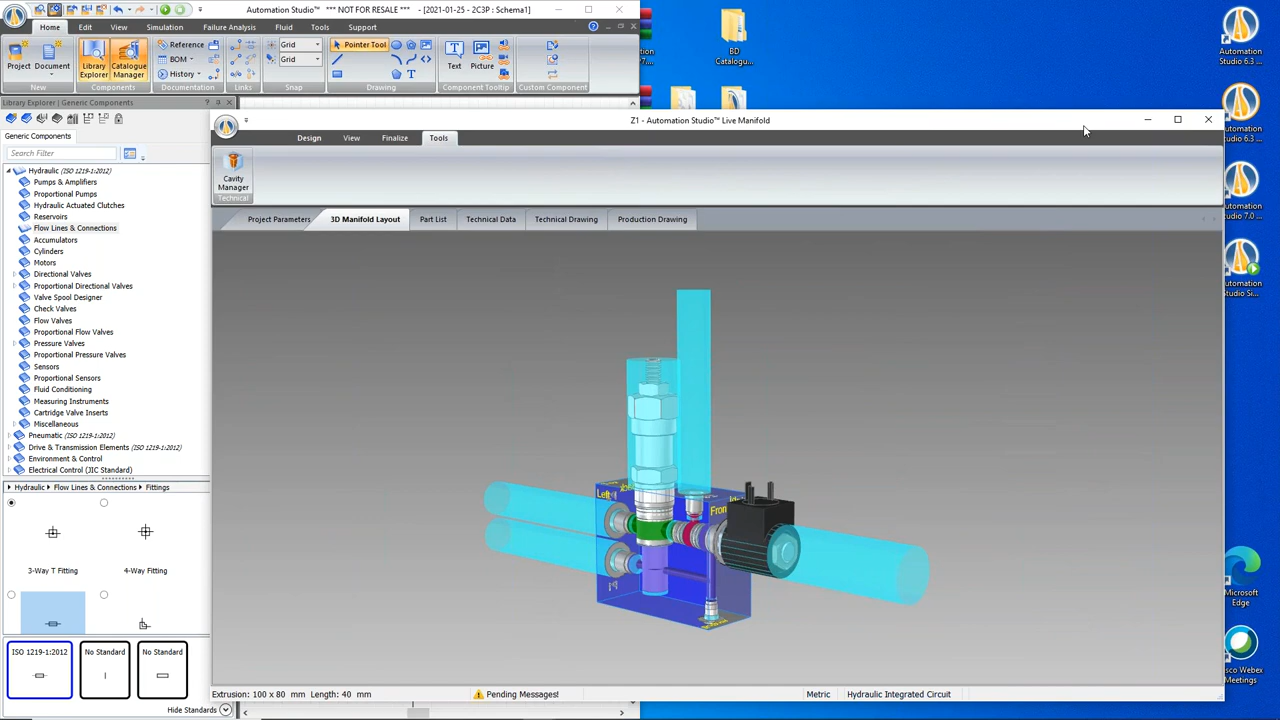 Automation Studio™ *** NOT FOR RESALE *** - [2021-01-25 - 2C3P : Schema1]
Home Edit View Simulation Failure Analysis Fluid Tools Support
Project
Document
New
Library Explorer
Catalogue Manager
Components
Reference
BOM
History
Documentation
Links
Grid
Grid
Snap
Pointer Tool
Drawing
Text
Picture
Component Tooltip
Custom Component
Library Explorer : Generic Components
Generic Components
Search Filter
Hydraulic (ISO 1219-1:2012)
Pumps & Amplifiers
Proportional Pumps
Hydraulic Actuated Clutches
Reservoirs
Flow Lines & Connections
Accumulators
Cylinders
Motors
Directional Valves
Proportional Directional Valves
Valve Spool Designer
Check Valves
Flow Valves
Proportional Flow Valves
Pressure Valves
Proportional Pressure Valves
Sensors
Proportional Sensors
Fluid Conditioning
Measuring Instruments
Cartridge Valve Inserts
Miscellaneous
Pneumatic (ISO 1219-1:2012)
Drive & Transmission Elements (ISO 1219-1:2012)
Environment & Control
Electrical Control (JIC Standard)
Hydraulic Flow Lines & Connections Fittings
3-Way T Fitting
4-Way Fitting
ISO 1219-1:2012
No Standard
No Standard
Hide Standards
Z1 - Automation Studio™ Live Manifold
Design View Finalize Tools
Cavity Manager
Technical
Project Parameters 3D Manifold Layout Part List Technical Data Technical Drawing Production Drawing
Left
Extrusion: 100 x 80 mm Length: 40 mm
Pending Messages!
Metric
Hydraulic Integrated Circuit
27...
BD
Catalogu...
Automation
Studio 6.3 ...
Automation
Studio 6.3 ...
Automation
Studio 7.0 ...
Automation
Studio Si...
Microsoft
Edge
Cisco Webex
Meetings